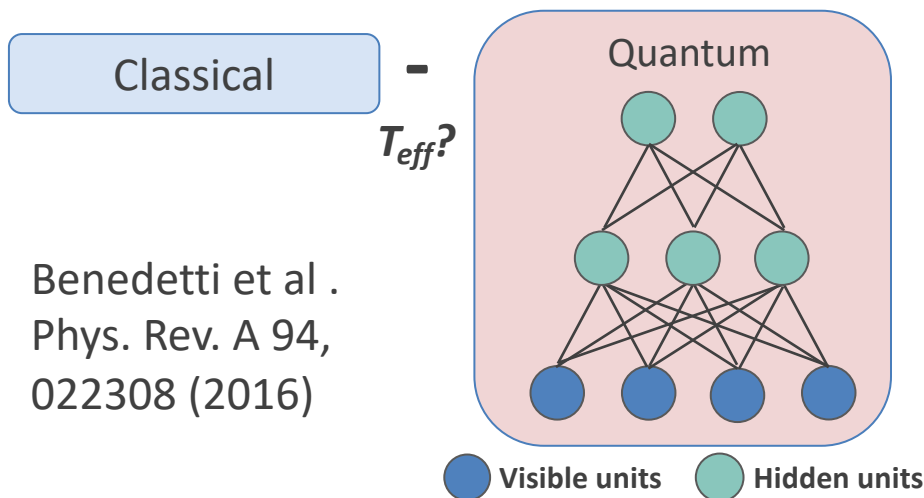 Classical
-
Teff?
Quantum
Benedetti et al .
Phys. Rev. A 94,
022308 (2016)
Visible units
Hidden units